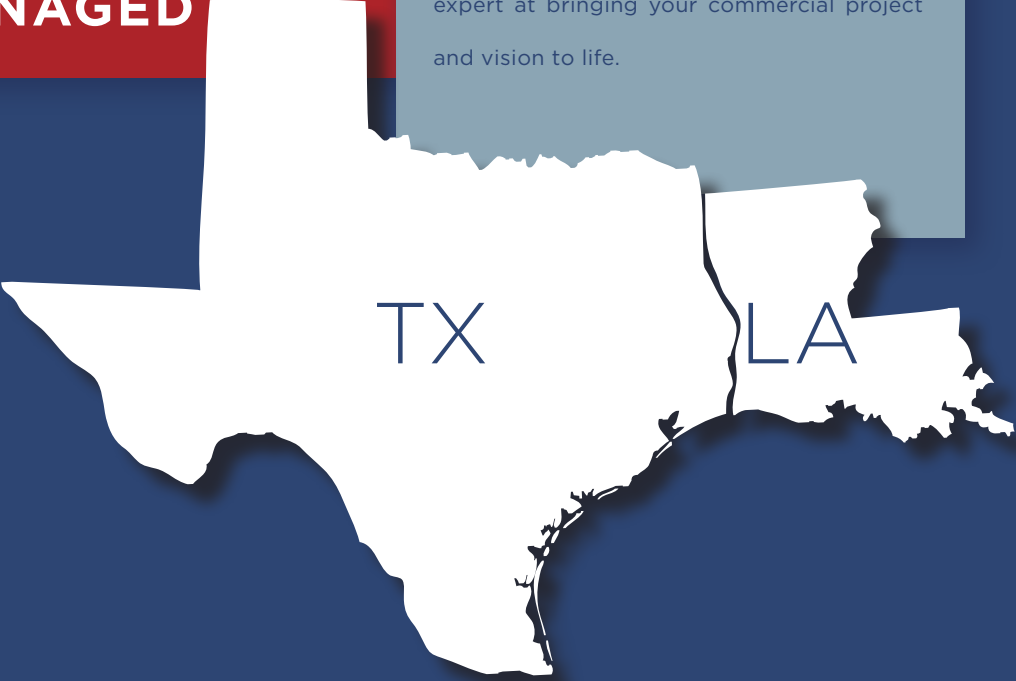 NAGED
expert at bringing your commercial project
and vision to life.
TX
LA